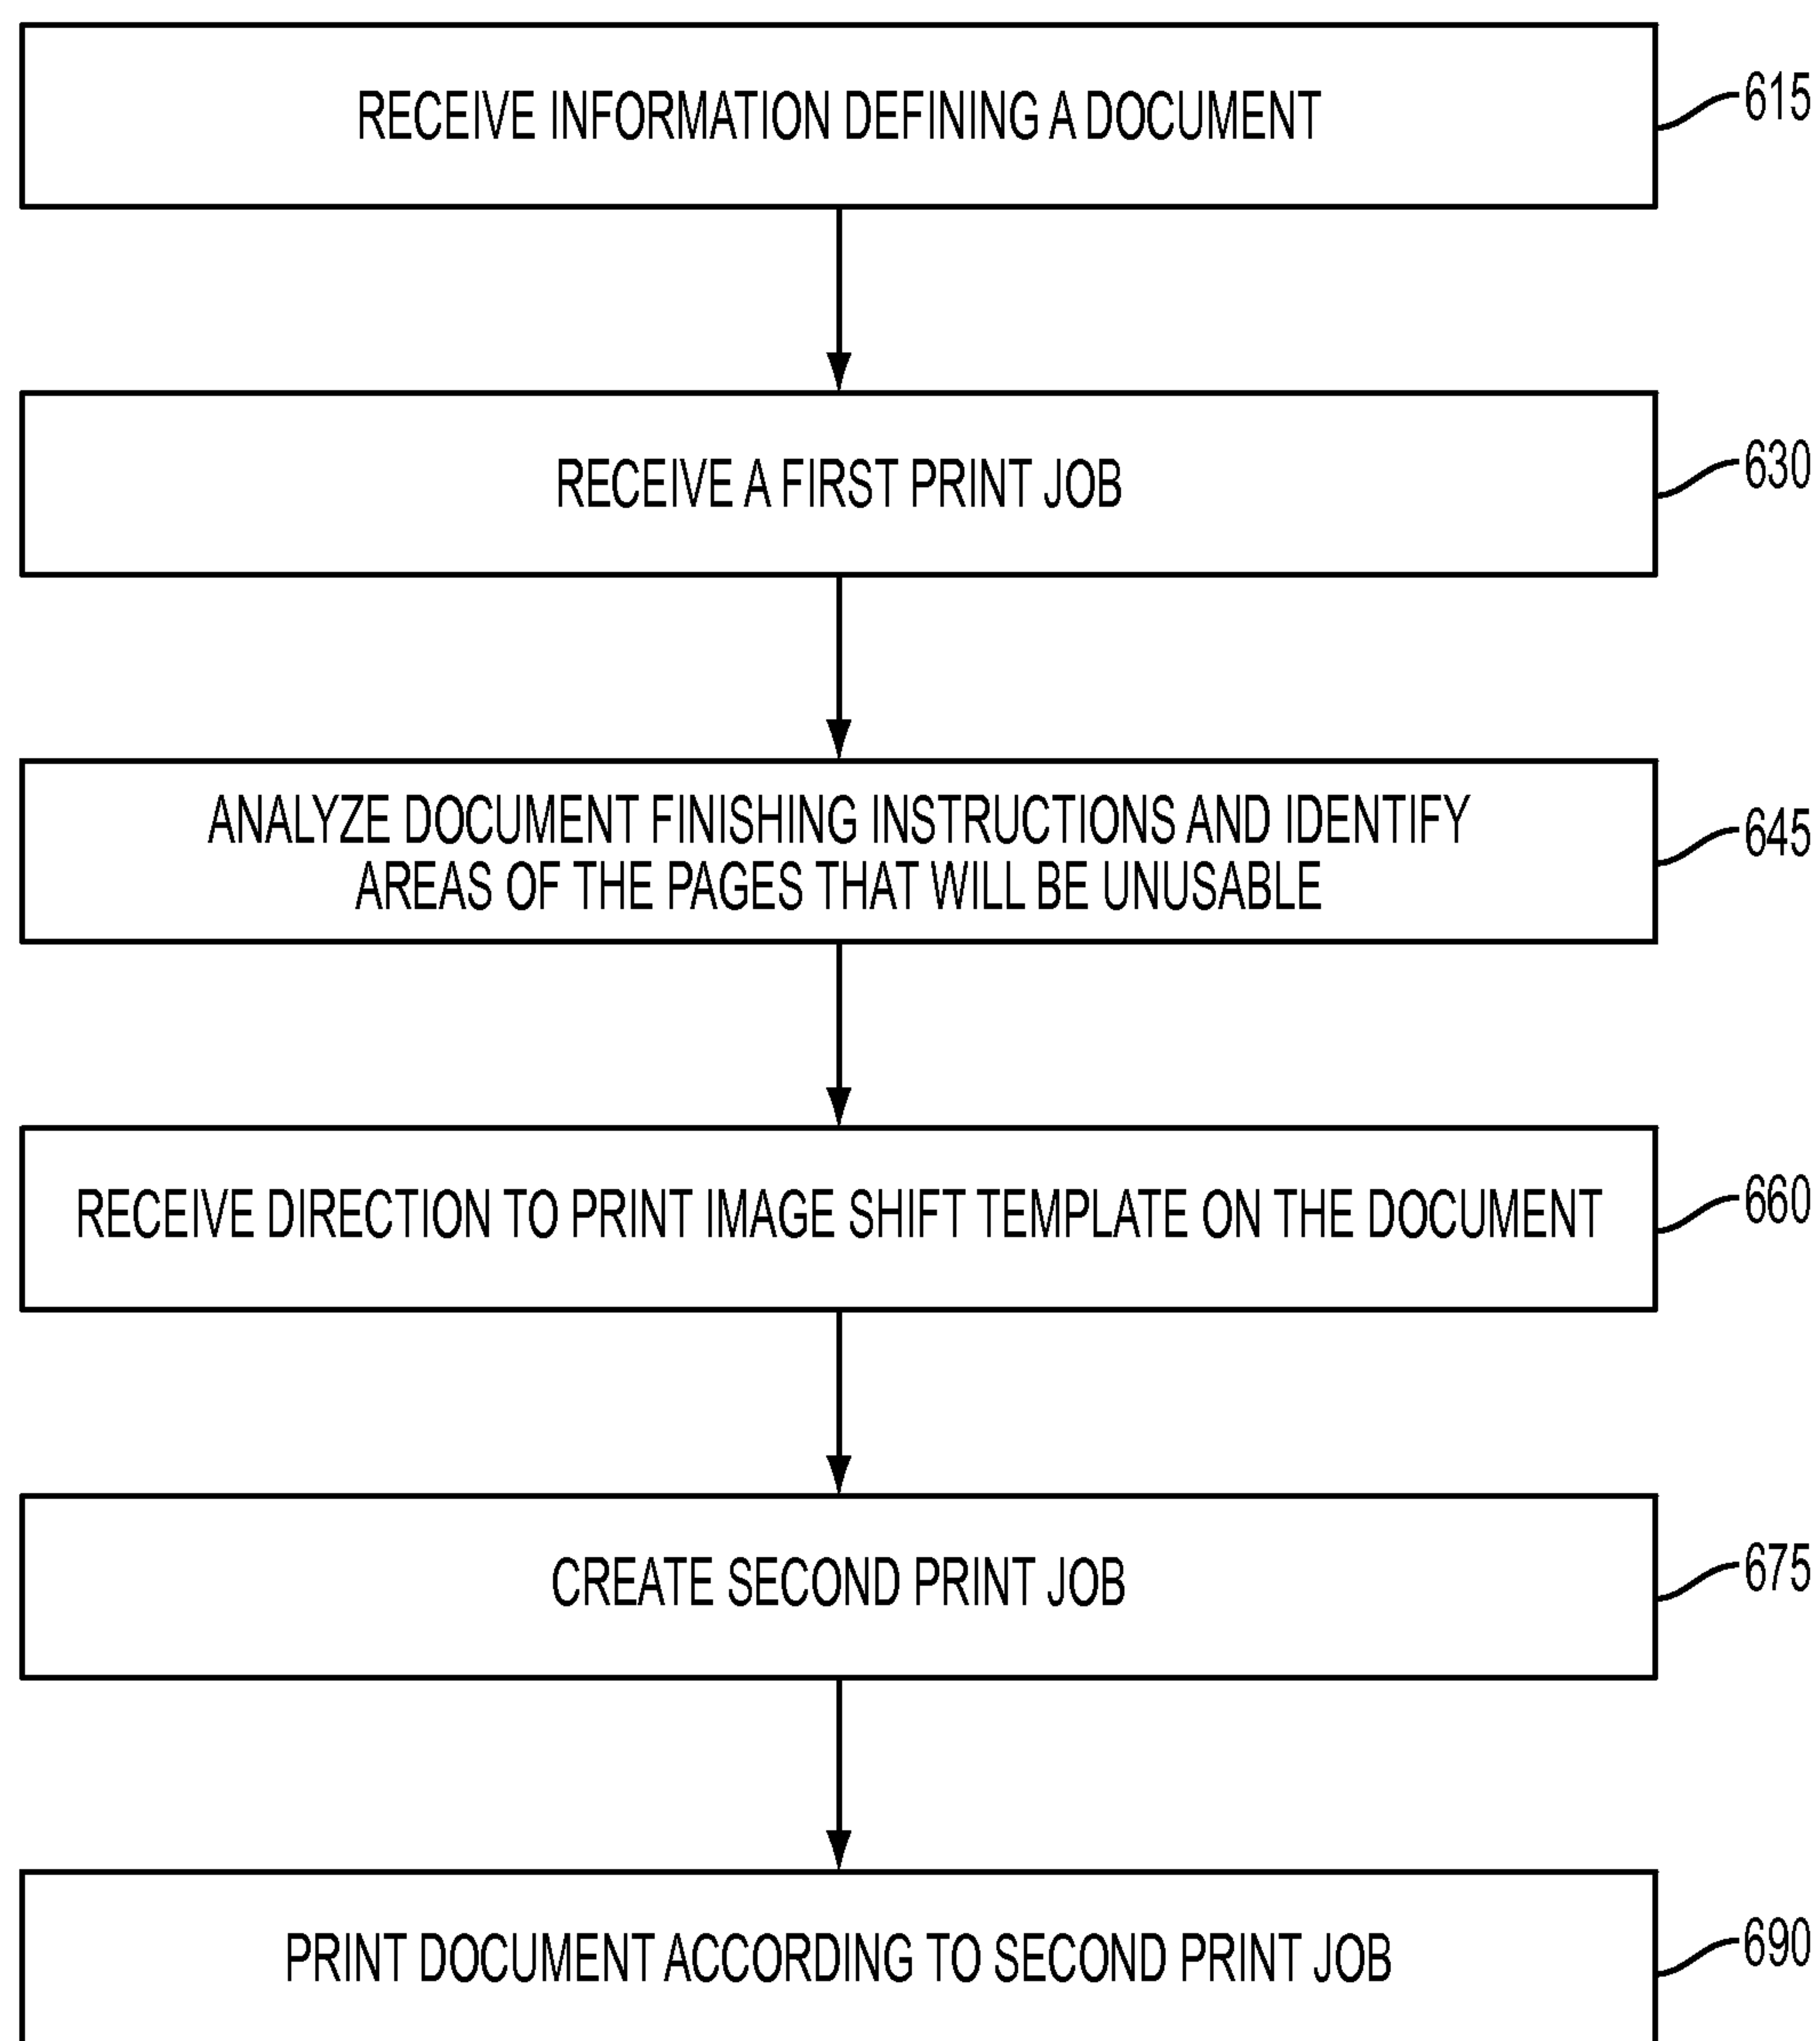 RECEIVE INFORMATION DEFINING A DOCUMENT
615
RECEIVE A FIRST PRINT JOB
630
ANALYZE DOCUMENT FINISHING INSTRUCTIONS AND IDENTIFY
AREAS OF THE PAGES THAT WILL BE UNUSABLE
645
RECEIVE DIRECTION TO PRINT IMAGE SHIFT TEMPLATE ON THE DOCUMENT
660
CREATE SECOND PRINT JOB
675
PRINT DOCUMENT ACCORDING TO SECOND PRINT JOB
690